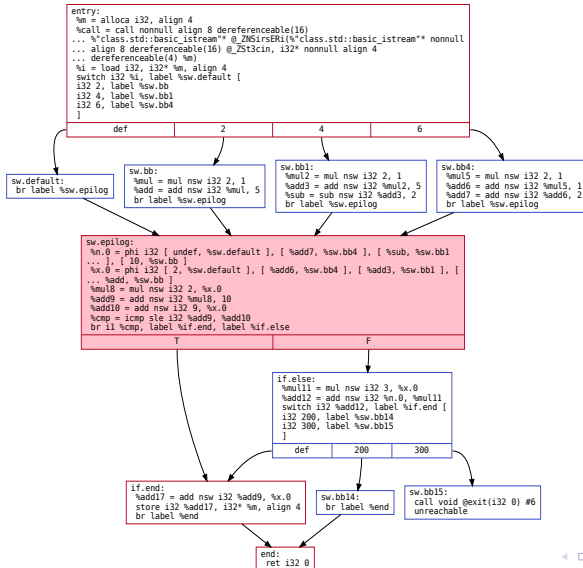 entry:
%m = alloca i32, align 4
%call = call nonnull align 8 dereferenceable(16)
... %"class.std::basic_istream"* @_ZNSirsERi(%"class.std::basic_istream"* nonnull
... align 8 dereferenceable(16) @_ZSt3cin, i32* nonnull align 4
... dereferenceable(4) %m)
%i = load i32, i32* %m, align 4
switch i32 %i, label %sw.default [
i32 2, label %sw.bb
i32 4, label %sw.bb1
i32 6, label %sw.bb4
]
def 2 4 6
sw.default:
br label %sw.epilog
sw.bb:
%mul = mul nsw i32 2, 1
%add = add nsw i32 %mul, 5
br label %sw.epilog
sw.bb1:
%mul2 = mul nsw i32 2, 1
%add3 = add nsw i32 %mul2, 5
%sub = sub nsw i32 %add3, 2
br label %sw.epilog
sw.bb4:
%mul5 = mul nsw i32 2, 1
%add6 = add nsw i32 %mul5, 1
%add7 = add nsw i32 %add6, 2
br label %sw.epilog
sw.epilog:
%n.0 = phi i32 [ undef, %sw.default ], [ %add7, %sw.bb4 ], [ %sub, %sw.bb1
... ], [ 10, %sw.bb ]
%x.0 = phi i32 [ 2, %sw.default ], [ %add6, %sw.bb4 ], [ %add3, %sw.bb1 ], [
... %add, %sw.bb ]
%mul8 = mul nsw i32 2, %x.0
%add9 = add nsw i32 %mul8, 10
%add10 = add nsw i32 9, %x.0
%cmp = icmp sle i32 %add9, %add10
br i1 %cmp, label %if.end, label %if.else
T F
if.else:
%mul11 = mul nsw i32 3, %x.0
%add12 = add nsw i32 %n.0, %mul11
switch i32 %add12, label %if.end [
i32 200, label %sw.bb14
i32 300, label %sw.bb15
]
def 200 300
if.end:
%add17 = add nsw i32 %add9, %x.0
store i32 %add17, i32* %m, align 4
br label %end
sw.bb14:
br label %end
sw.bb15:
call void @exit(i32 0) #6
unreachable
end:
ret i32 0